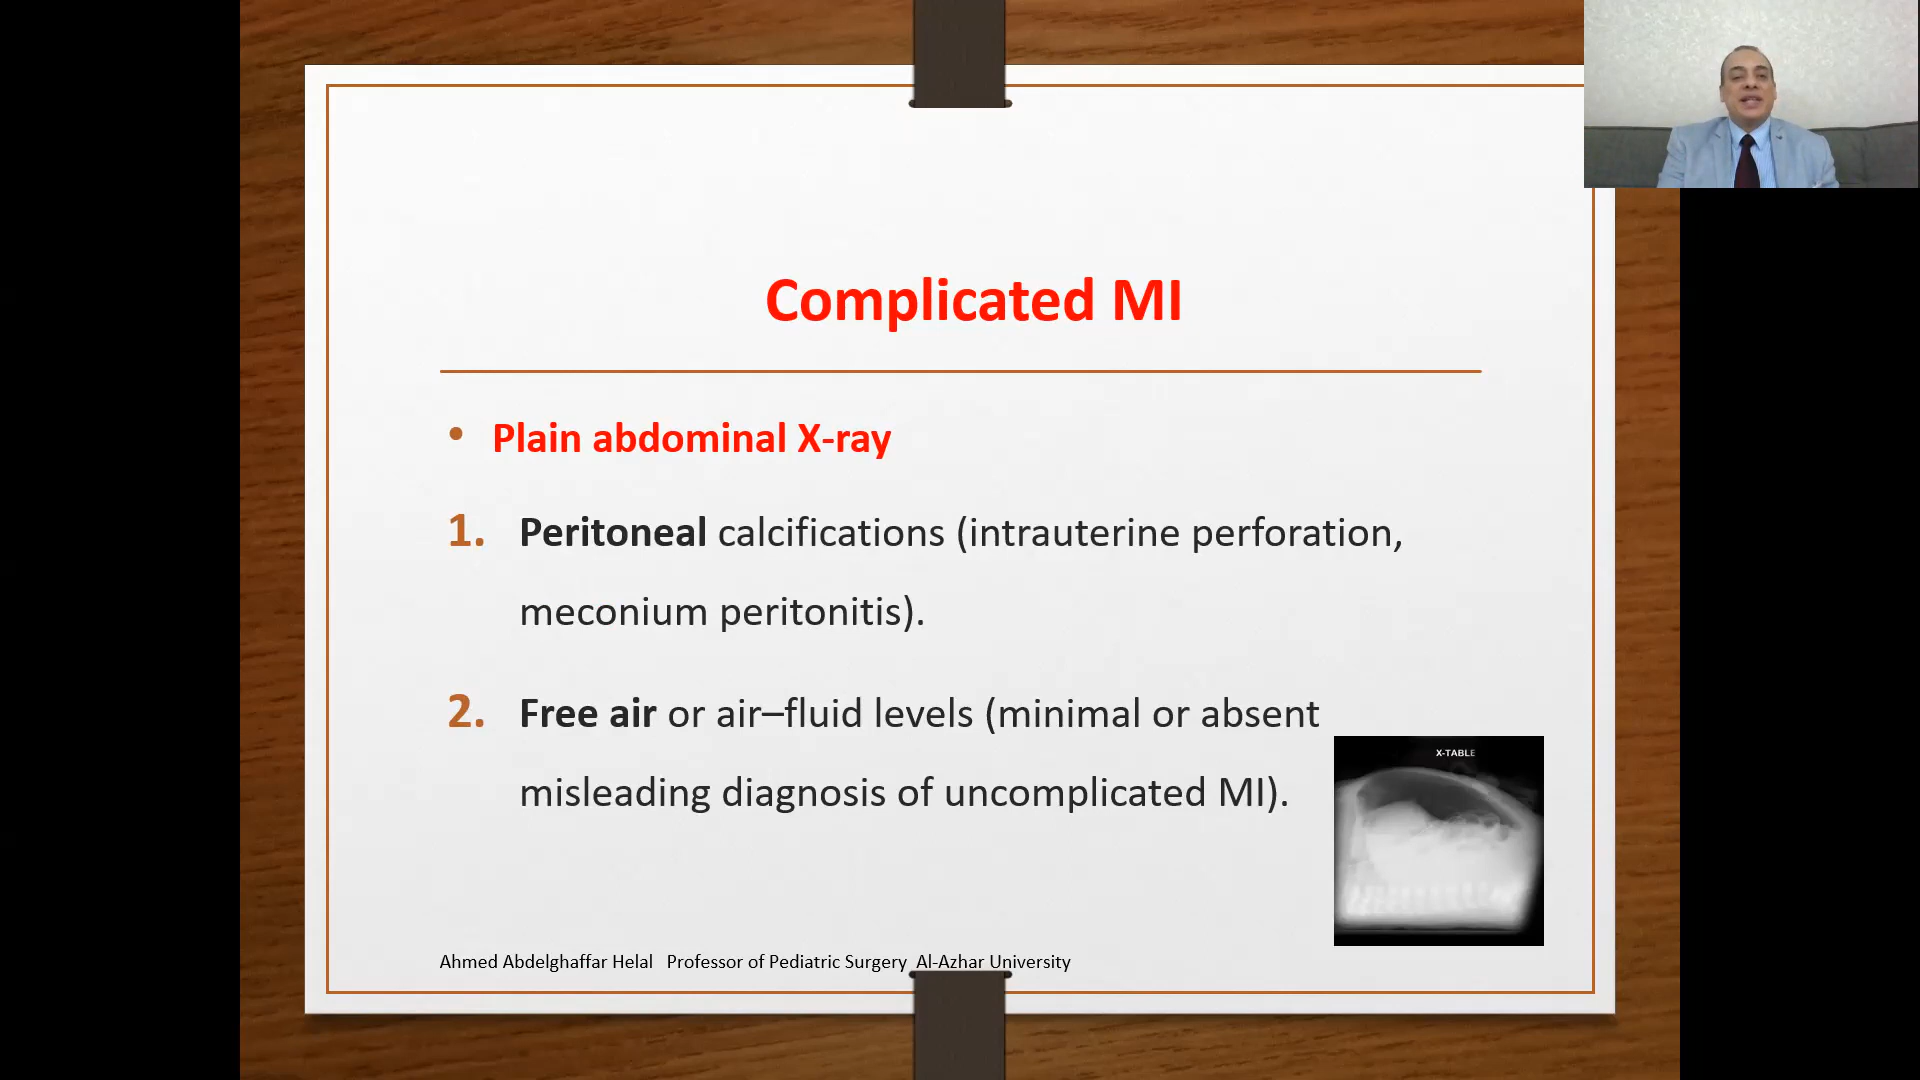 Complicated MI
• Plain abdominal X-ray
1. Peritoneal calcifications (intrauterine perforation,
meconium peritonitis).
2. Free air or air–fluid levels (minimal or absent
misleading diagnosis of uncomplicated MI).
X-TABLE
Ahmed Abdelghaffar Helal Professor of Pediatric Surgery Al-Azhar University